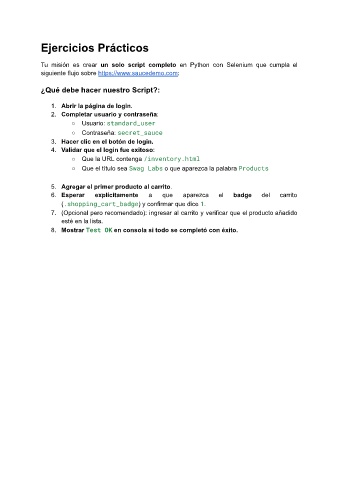 Ejercicios Prácticos
Tu misión es crear un solo script completo en Python con Selenium que cumpla el
siguiente flujo sobre https://www.saucedemo.com:
¿Qué debe hacer nuestro Script?:
1. Abrir la página de login.
2. Completar usuario y contraseña:
○ Usuario: standard_user
○ Contraseña: secret_sauce
3. Hacer clic en el botón de login.
4. Validar que el login fue exitoso:
○ Que la URL contenga /inventory.html
○ Que el título sea Swag Labs o que aparezca la palabra Products
5. Agregar el primer producto al carrito.
6. Esperar explícitamente a que aparezca el badge del carrito
(.shopping_cart_badge) y confirmar que dice 1.
7. (Opcional pero recomendado): ingresar al carrito y verificar que el producto añadido
esté en la lista.
8. Mostrar Test OK en consola si todo se completó con éxito.